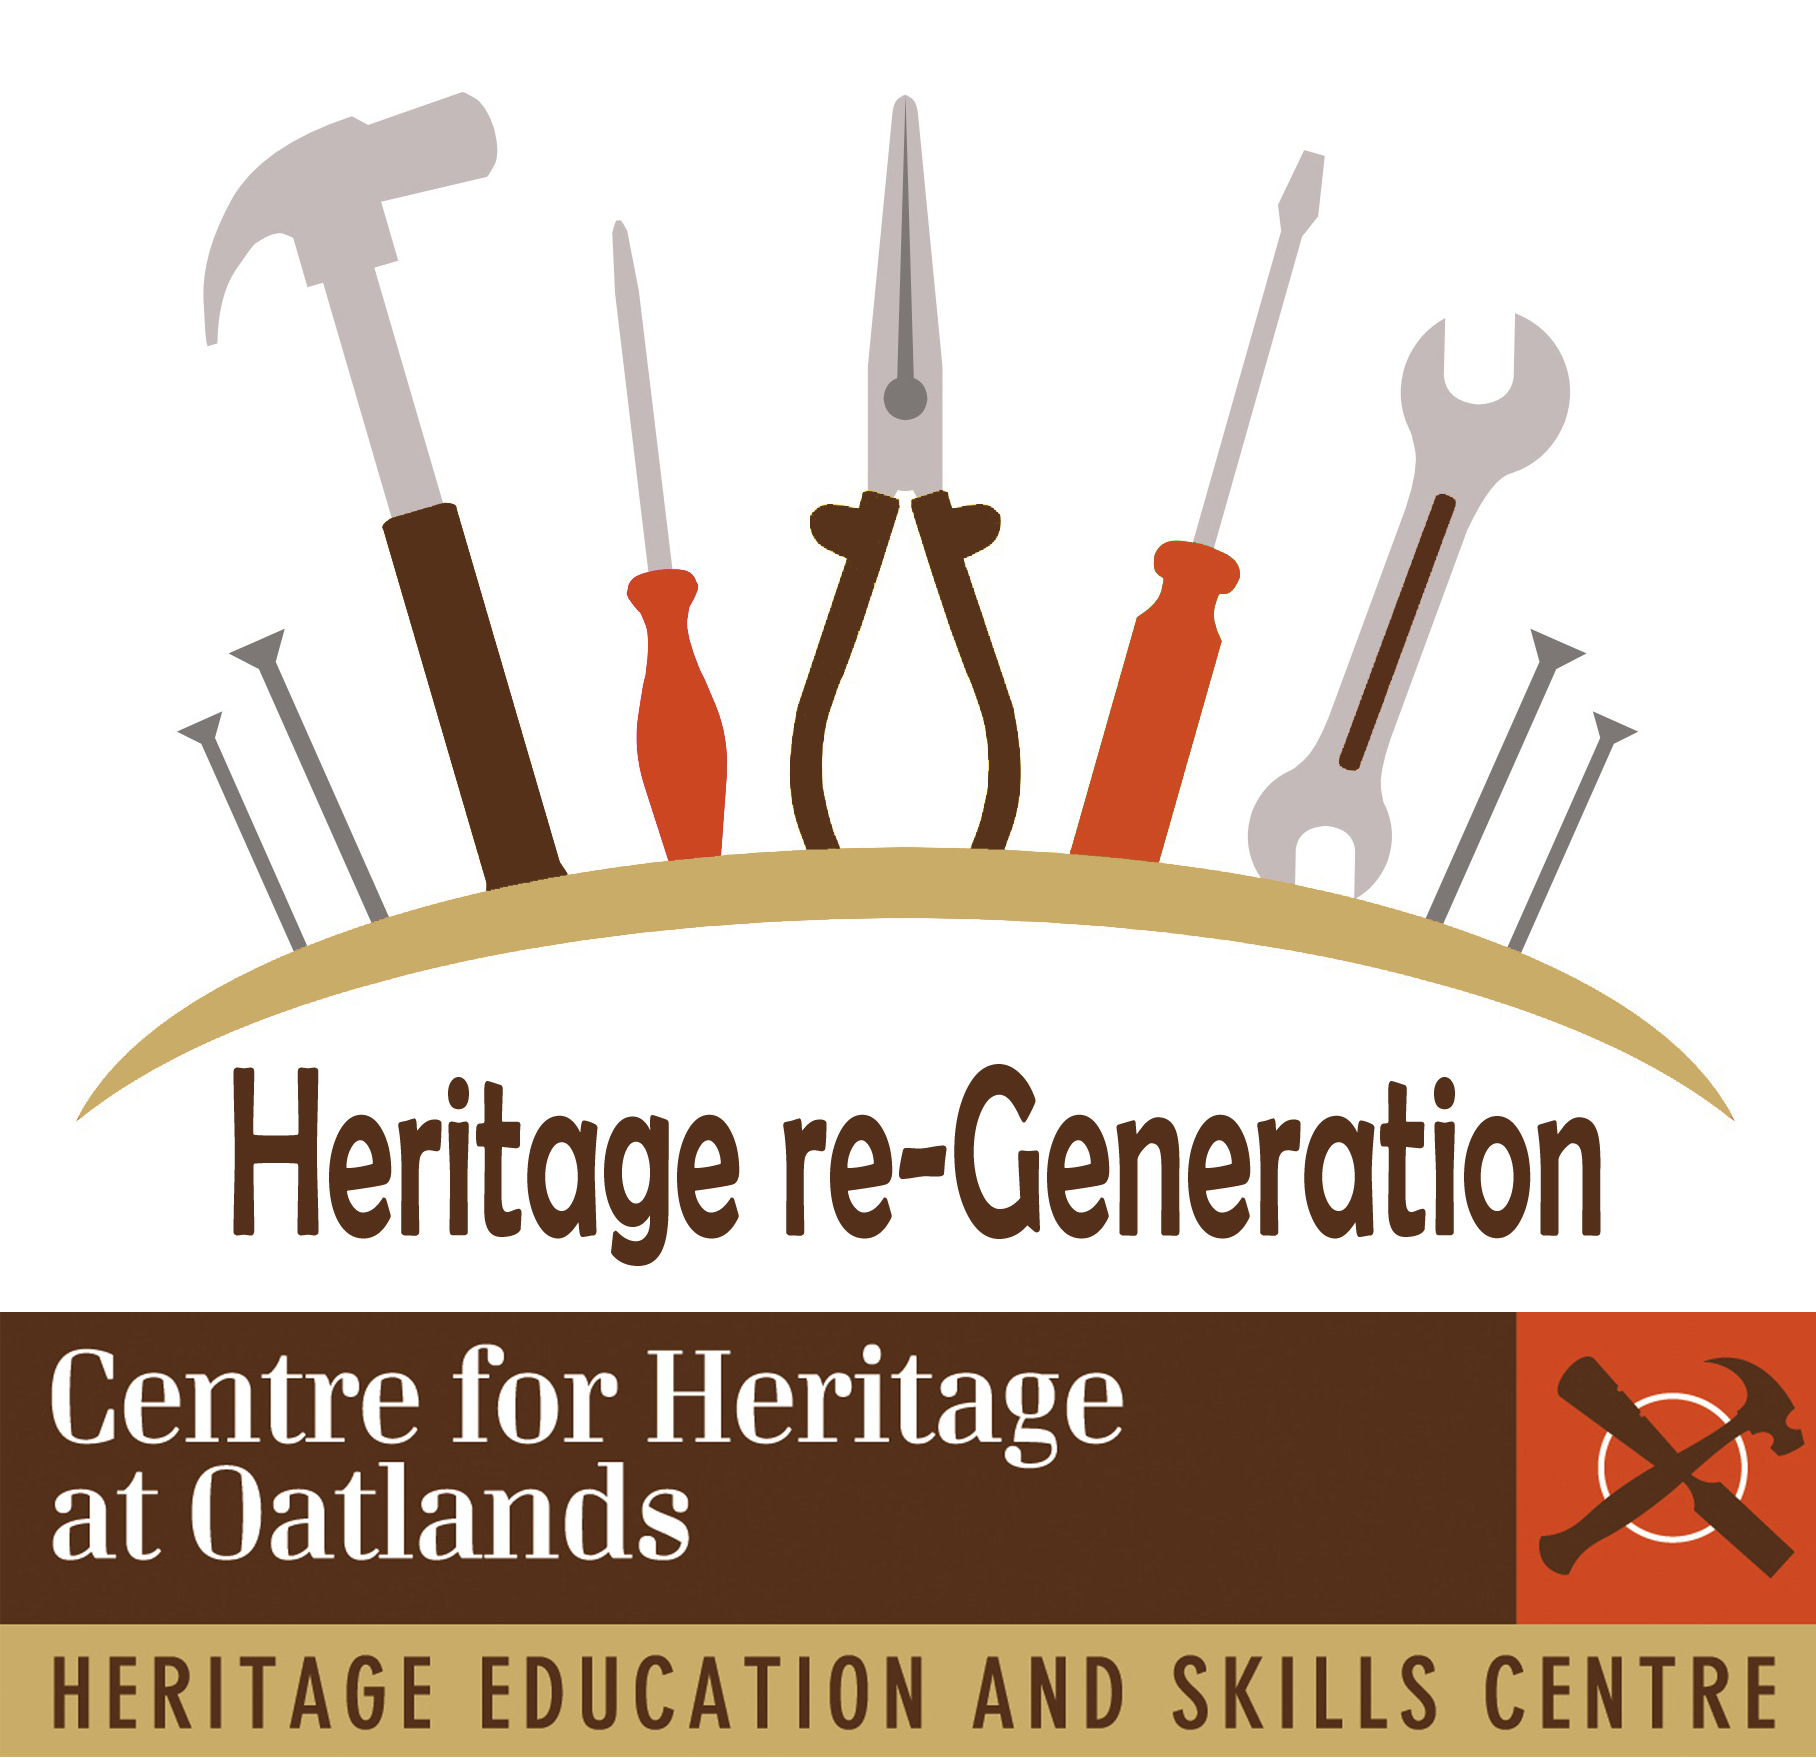 Heritage re-Generation
Centre for Heritage
at Oatlands
HERITAGE EDUCATION AND SKILLS CENTRE